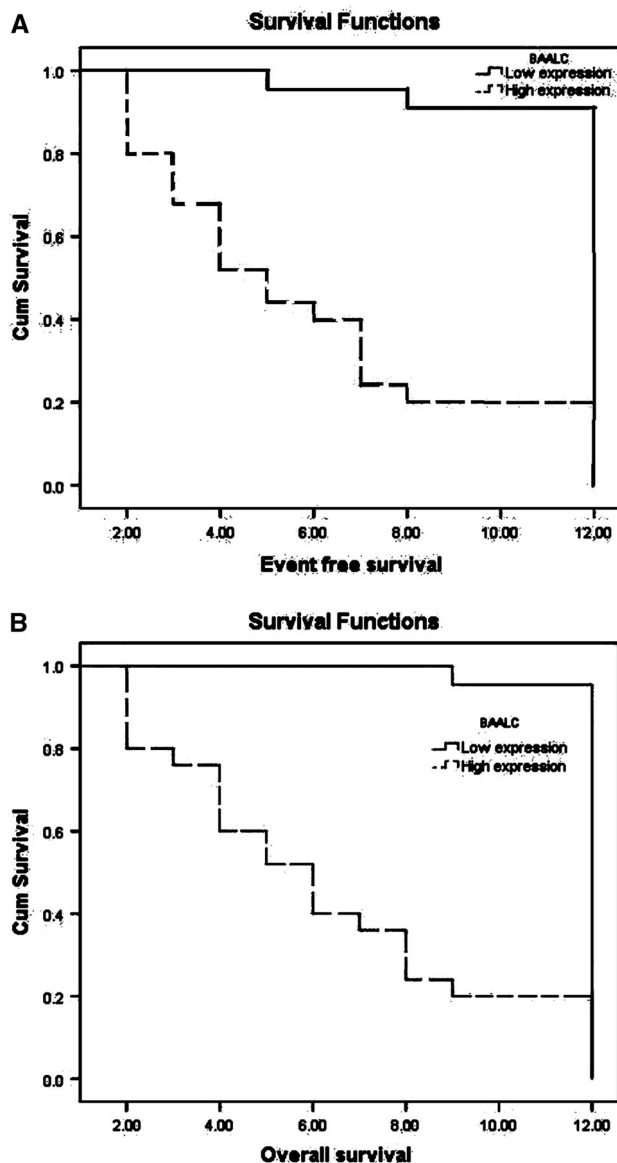 A
Survival Functions
BAALC
Low expression
High expression
Cum Survival
1.0
0.8
0.6
0.4
0.2
0.0
2.00
4.00
6.00
8.00
10.00
12.00
Event free survival
B
Survival Functions
BAALC
Low expression
High expression
Cum Survival
1.0
0.8
0.6
0.4
0.2
0.0
2.00
4.00
6.00
8.00
10.00
12.00
Overall survival